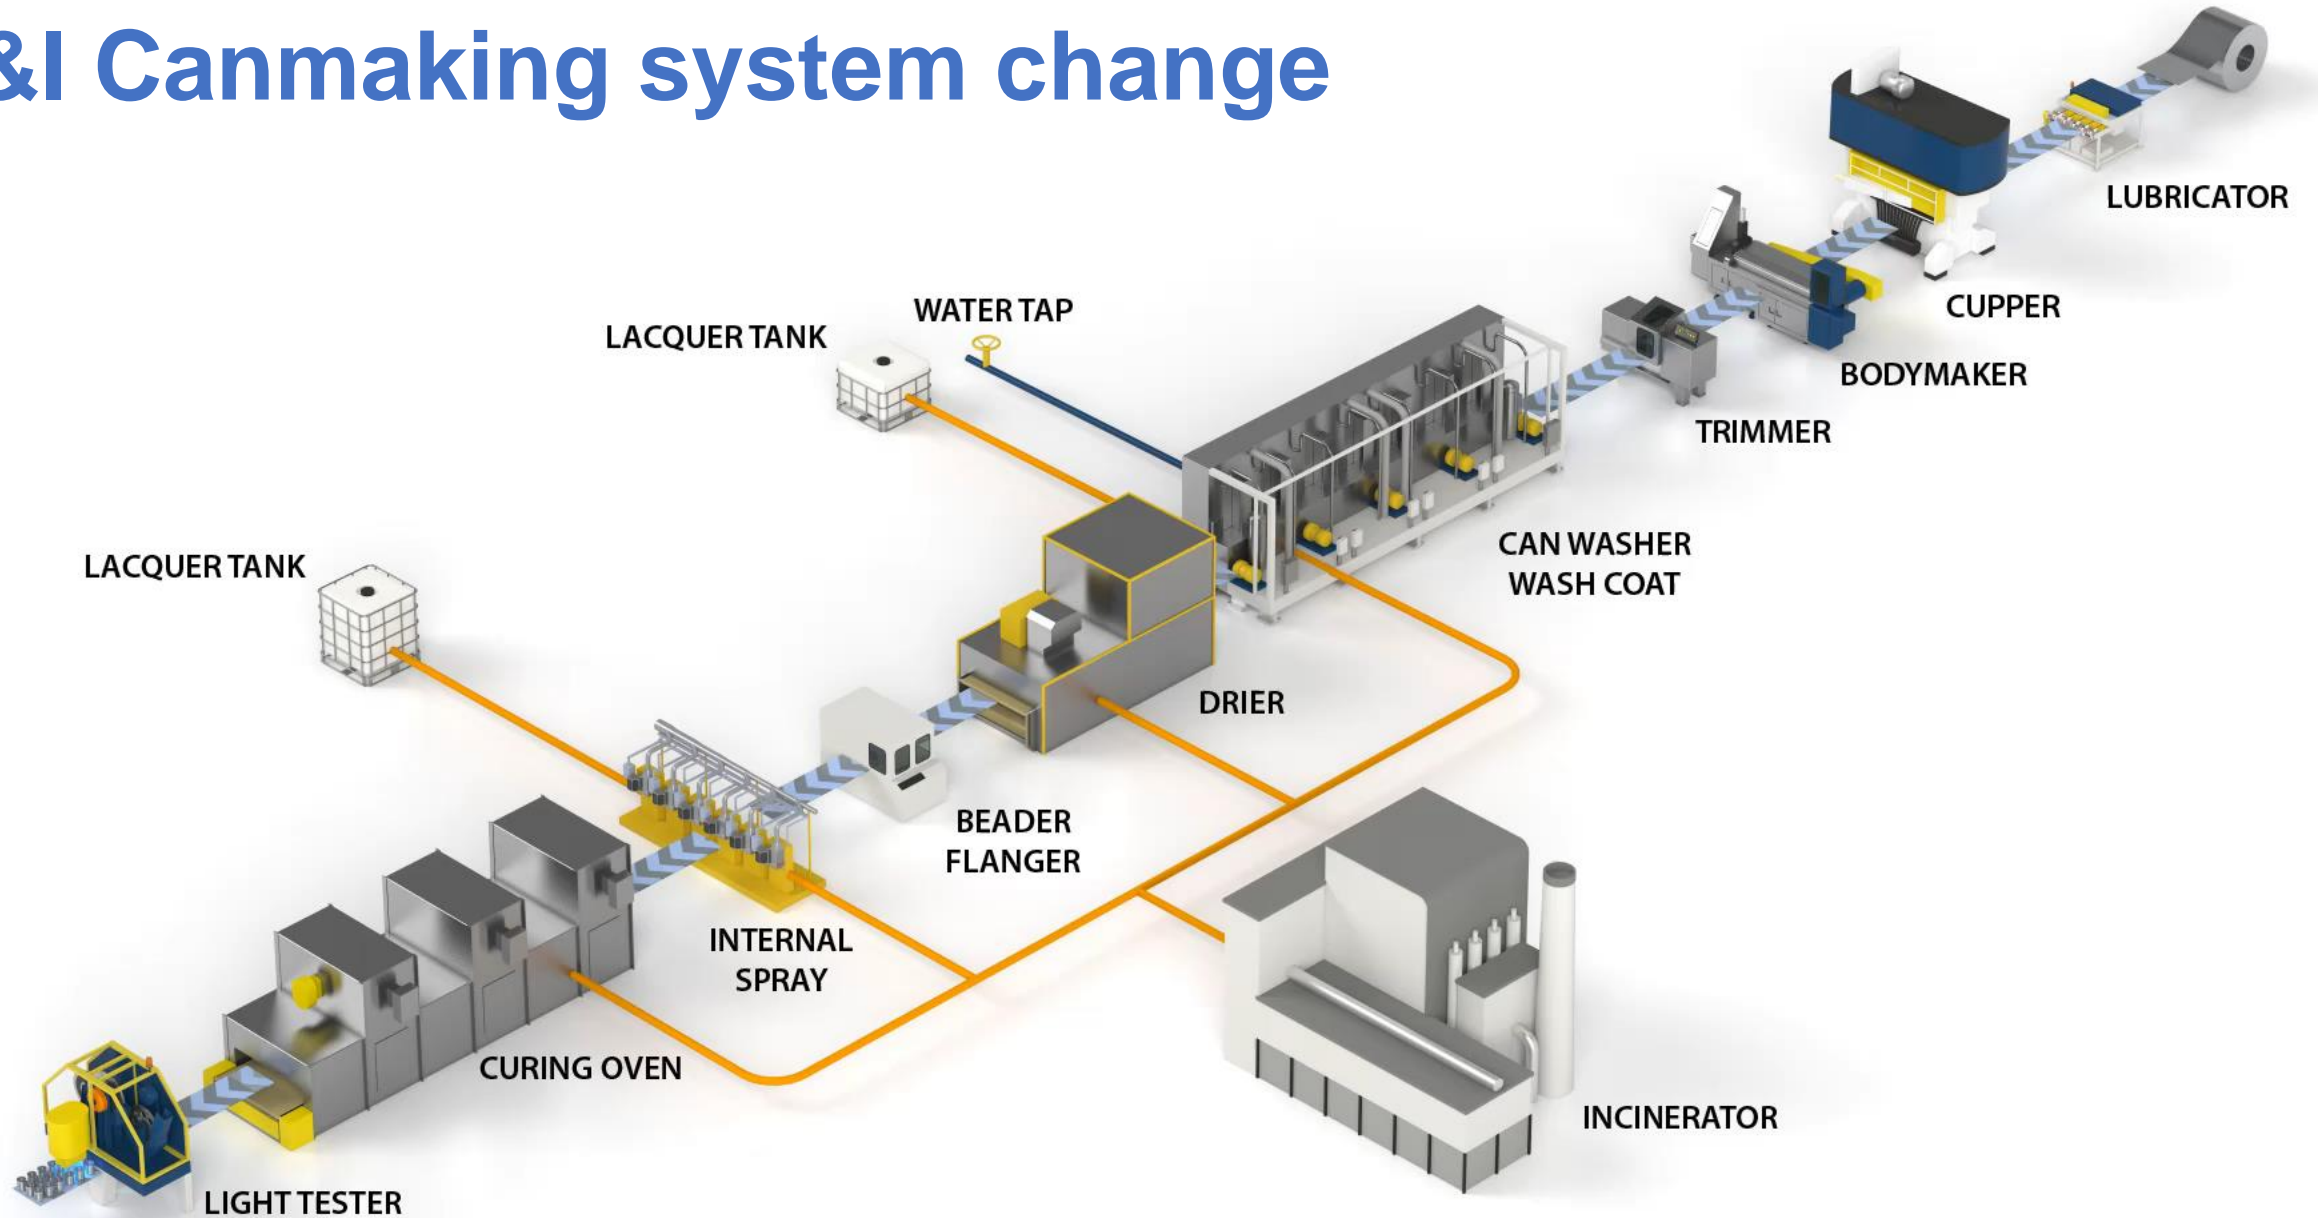 &I Canmaking system change
LUBRICATOR
CUPPER
BODYMAKER
TRIMMER
WATER TAP
LACQUER TANK
CAN WASHER
WASH COAT
LACQUER TANK
DRIER
BEADER
FLANGER
INTERNAL
SPRAY
CURING OVEN
INCINERATOR
LIGHT TESTER